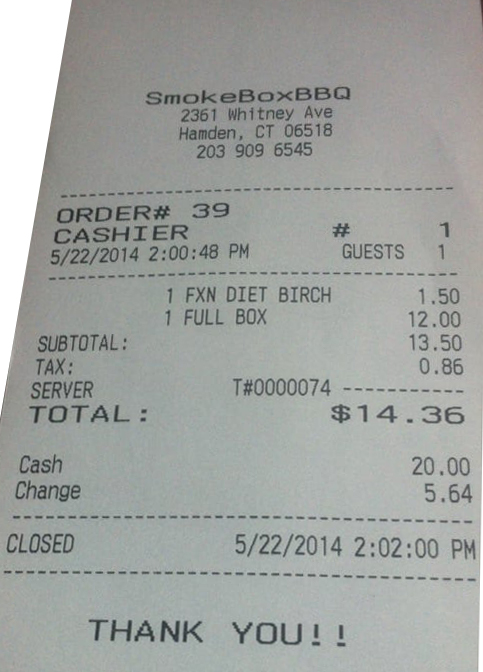 SmokeBoxBBQ
2361 Whitney Ave
Hamden, CT 06518
203 909 6545
--------------------------------
ORDER# 39
CASHIER # 1
5/22/2014 2:00:48 PM GUESTS 1
--------------------------------
1 FXN DIET BIRCH 1.50
1 FULL BOX 12.00
SUBTOTAL: 13.50
TAX: 0.86
SERVER T#0000074 -----------
TOTAL: $14.36
Cash 20.00
Change 5.64
--------------------------------
CLOSED 5/22/2014 2:02:00 PM
--------------------------------
THANK YOU!!